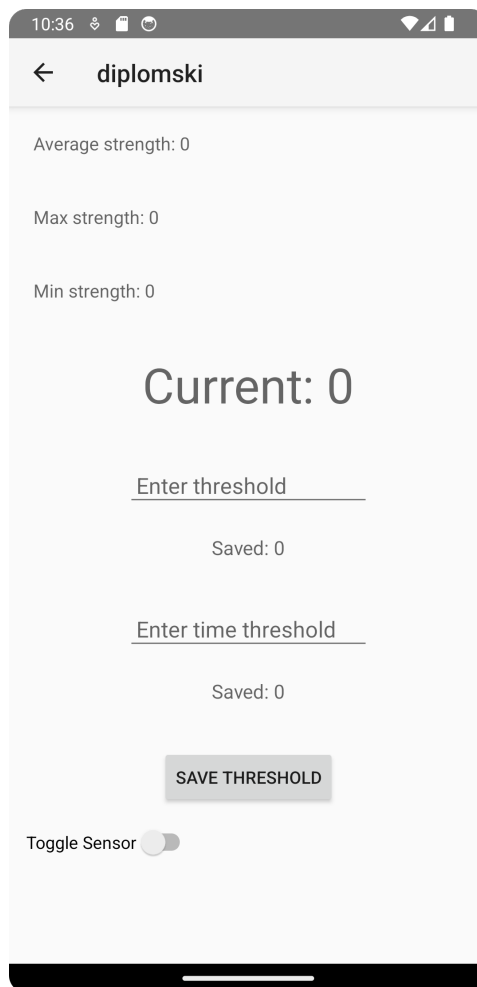 10:36
diplomski
Average strength: 0
Max strength: 0
Min strength: 0
Current: 0
Enter threshold
Saved: 0
Enter time threshold
Saved: 0
SAVE THRESHOLD
Toggle Sensor